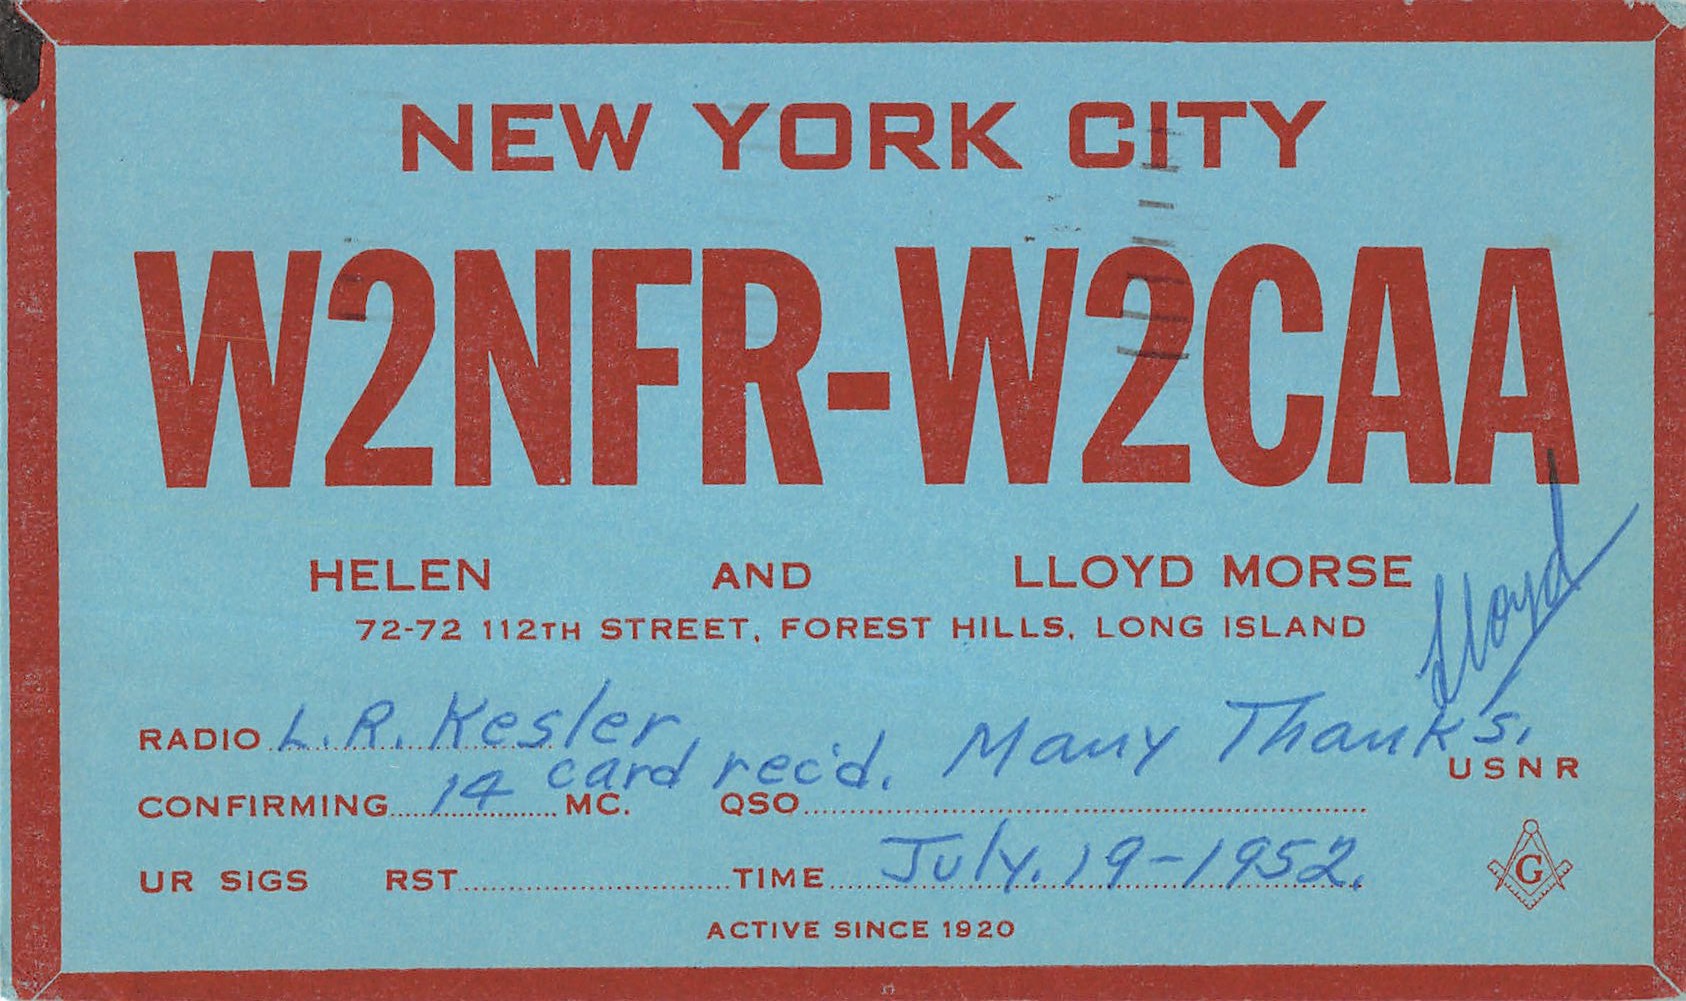 NEW YORK CITY
W2NFR-W2CAA
HELEN AND LLOYD MORSE
72-72 112TH STREET, FOREST HILLS, LONG ISLAND
Lloyd
RADIO L. R. Kesler,
card rec'd. Many Thanks.
USNR
CONFIRMING 14 MC. QSO
UR SIGS RST TIME July. 19-1952.
G
ACTIVE SINCE 1920